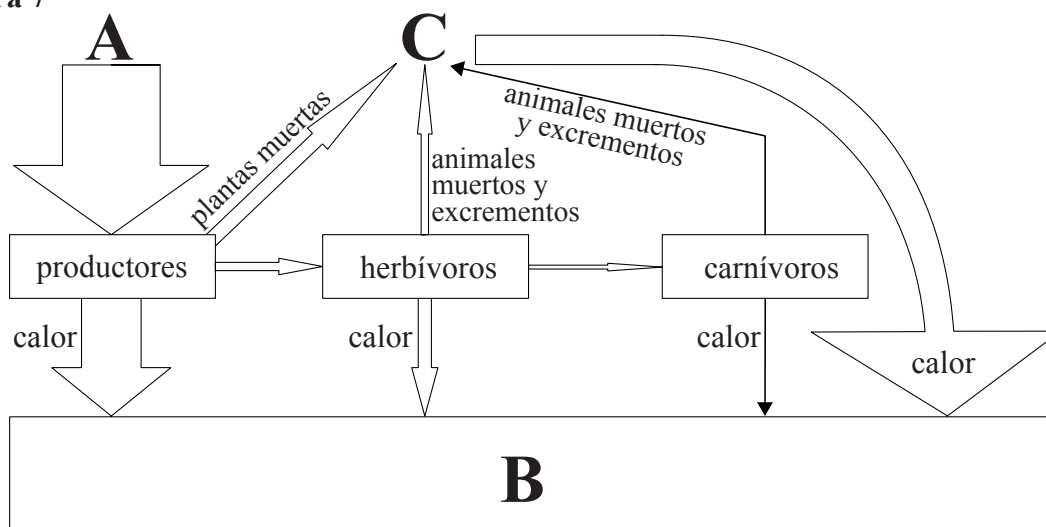 A
C
plantas muertas
animales
muertos y
excrementos
animales muertos
y excrementos
productores
herbívoros
carnívoros
calor
calor
calor
calor
B